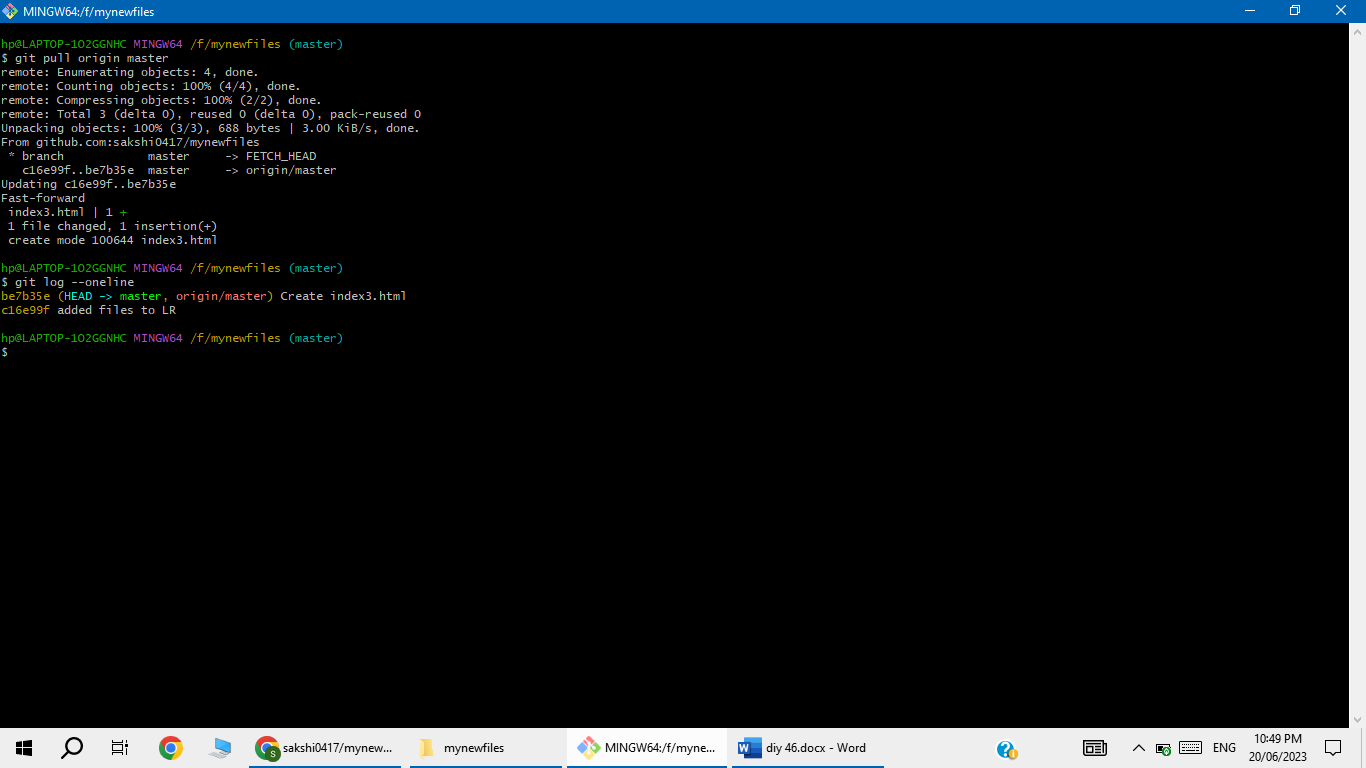 MINGW64:/f/mynewfiles
hp@LAPTOP-1O2GGNHC MINGW64 /f/mynewfiles (master)
$ git pull origin master
remote: Enumerating objects: 4, done.
remote: Counting objects: 100% (4/4), done.
remote: Compressing objects: 100% (2/2), done.
remote: Total 3 (delta 0), reused 0 (delta 0), pack-reused 0
Unpacking objects: 100% (3/3), 688 bytes | 3.00 KiB/s, done.
From github.com:sakshi0417/mynewfiles
 * branch            master     -> FETCH_HEAD
   c16e99f..be7b35e  master     -> origin/master
Updating c16e99f..be7b35e
Fast-forward
 index3.html | 1 +
 1 file changed, 1 insertion(+)
 create mode 100644 index3.html
hp@LAPTOP-1O2GGNHC MINGW64 /f/mynewfiles (master)
$ git log --oneline
be7b35e (HEAD -> master, origin/master) Create index3.html
c16e99f added files to LR
hp@LAPTOP-1O2GGNHC MINGW64 /f/mynewfiles (master)
$
sakshi0417/mynew... mynewfiles MINGW64:/f/myne... diy 46.docx - Word ENG 10:49 PM
20/06/2023